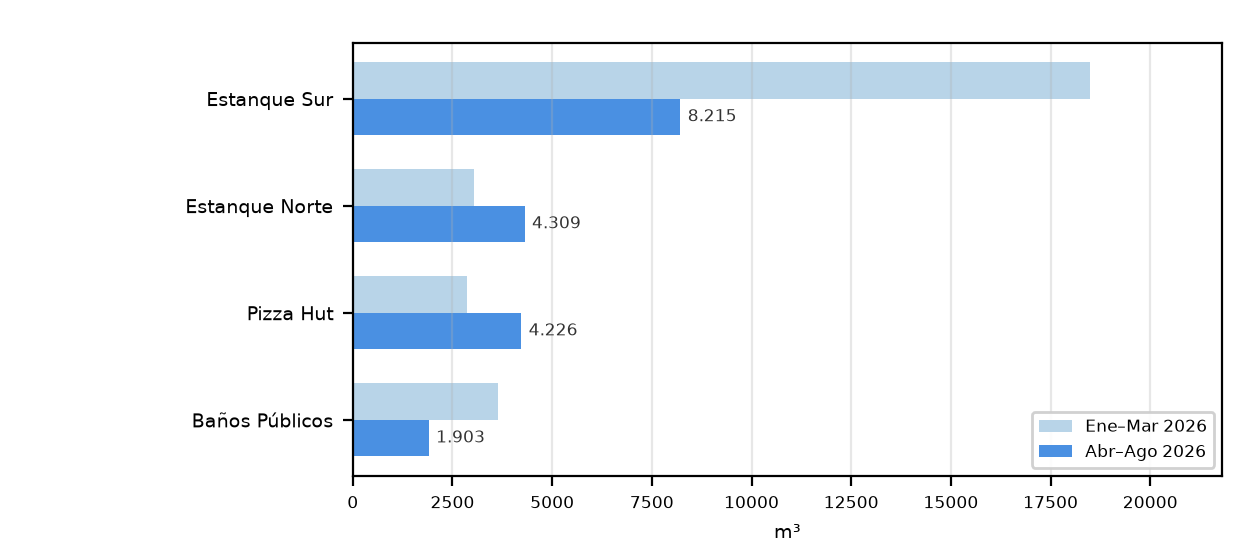 Estanque Sur
8.215
Estanque Norte
4.309
Pizza Hut
4.226
Baños Públicos
1.903
Ene–Mar 2026
Abr–Ago 2026
0 2500 5000 7500 10000 12500 15000 17500 20000
m³